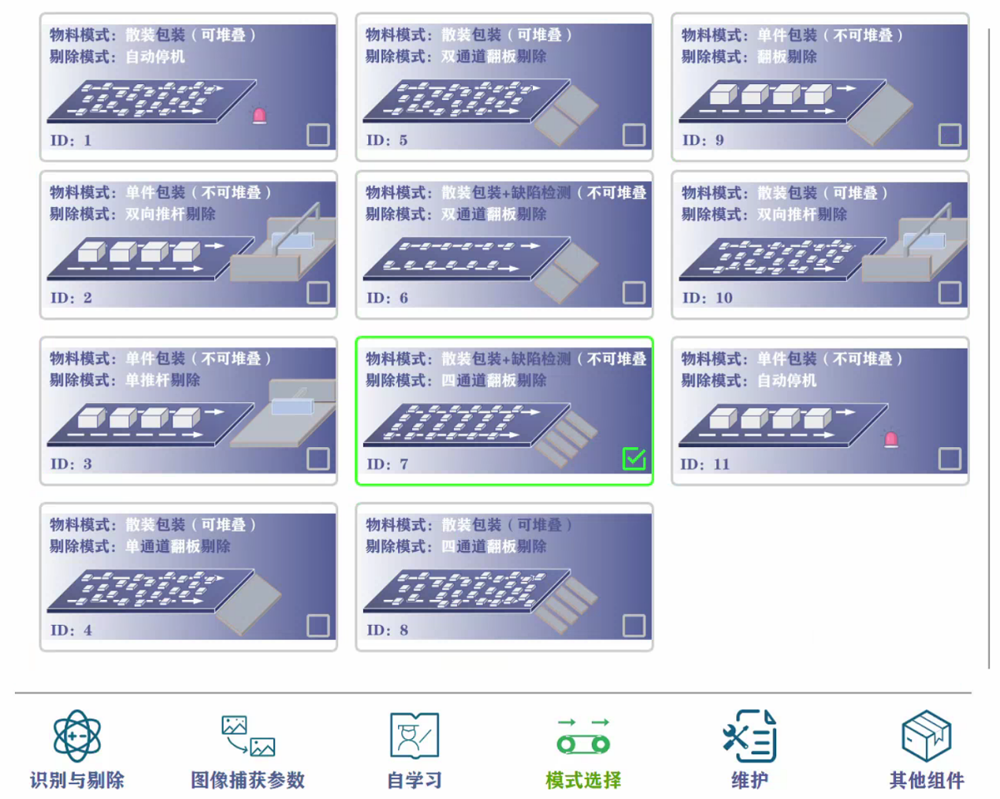 物料模式：散装包装（可堆叠）
剔除模式：自动停机
ID：1
物料模式：散装包装（可堆叠）
剔除模式：双通道翻板剔除
ID：5
物料模式：单件包装（不可堆叠）
剔除模式：翻板剔除
ID：9
物料模式：单件包装（不可堆叠）
剔除模式：双向推杆剔除
ID：2
物料模式：散装包装+缺陷检测（不可堆叠
剔除模式：双通道翻板剔除
ID：6
物料模式：散装包装（可堆叠）
剔除模式：双向推杆剔除
ID：10
物料模式：单件包装（不可堆叠）
剔除模式：单推杆剔除
ID：3
物料模式：散装包装+缺陷检测（不可堆叠
剔除模式：四通道翻板剔除
ID：7
物料模式：单件包装（不可堆叠）
剔除模式：自动停机
ID：11
物料模式：散装包装（可堆叠）
剔除模式：单通道翻板剔除
ID：4
物料模式：散装包装（可堆叠）
剔除模式：四通道翻板剔除
ID：8
识别与剔除
图像捕获参数
自学习
模式选择
维护
其他组件